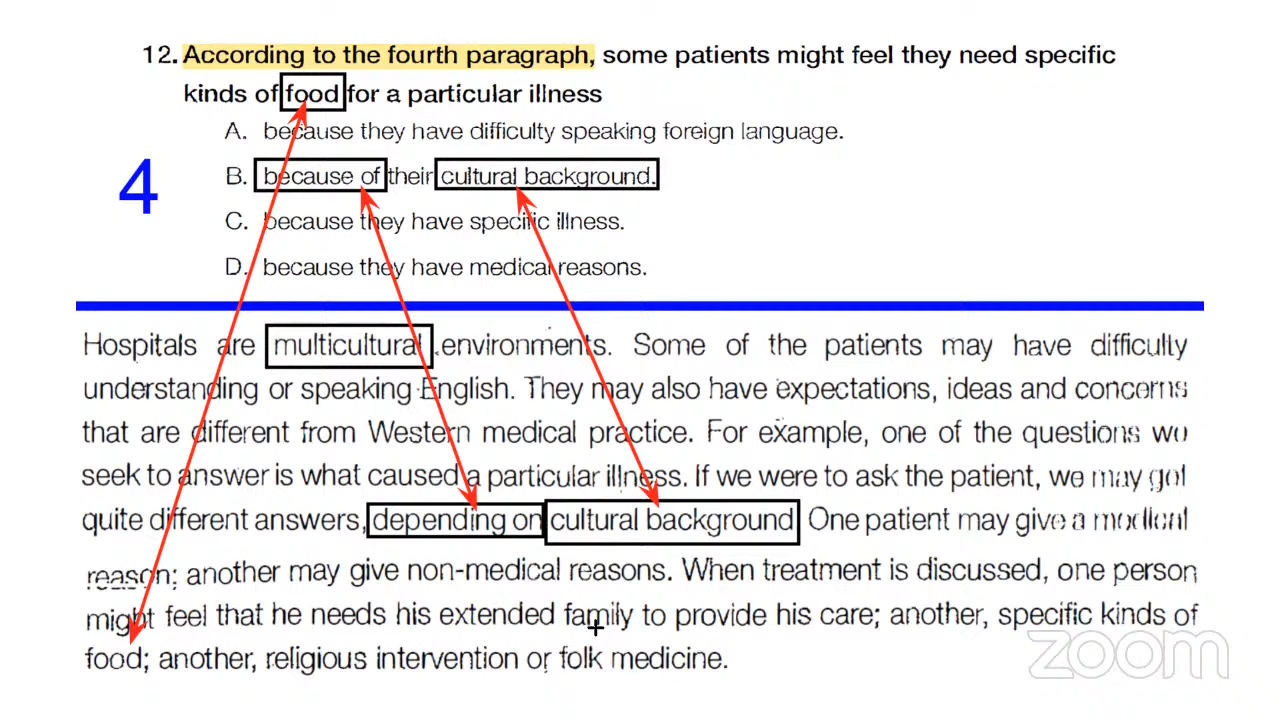 12. According to the fourth paragraph, some patients might feel they need specific
kinds of food for a particular illness
A. because they have difficulty speaking foreign language.
4
B. because of their cultural background.
C. because they have specific illness.
D. because they have medical reasons.
Hospitals are multicultural environments. Some of the patients may have difficulty
understanding or speaking English. They may also have expectations, ideas and concerns
that are different from Western medical practice. For example, one of the questions we
seek to answer is what caused a particular illness. If we were to ask the patient, we may get
quite different answers, depending on cultural background One patient may give a medical
reason; another may give non-medical reasons. When treatment is discussed, one person
might feel that he needs his extended family to provide his care; another, specific kinds of
food; another, religious intervention or folk medicine.
zoom